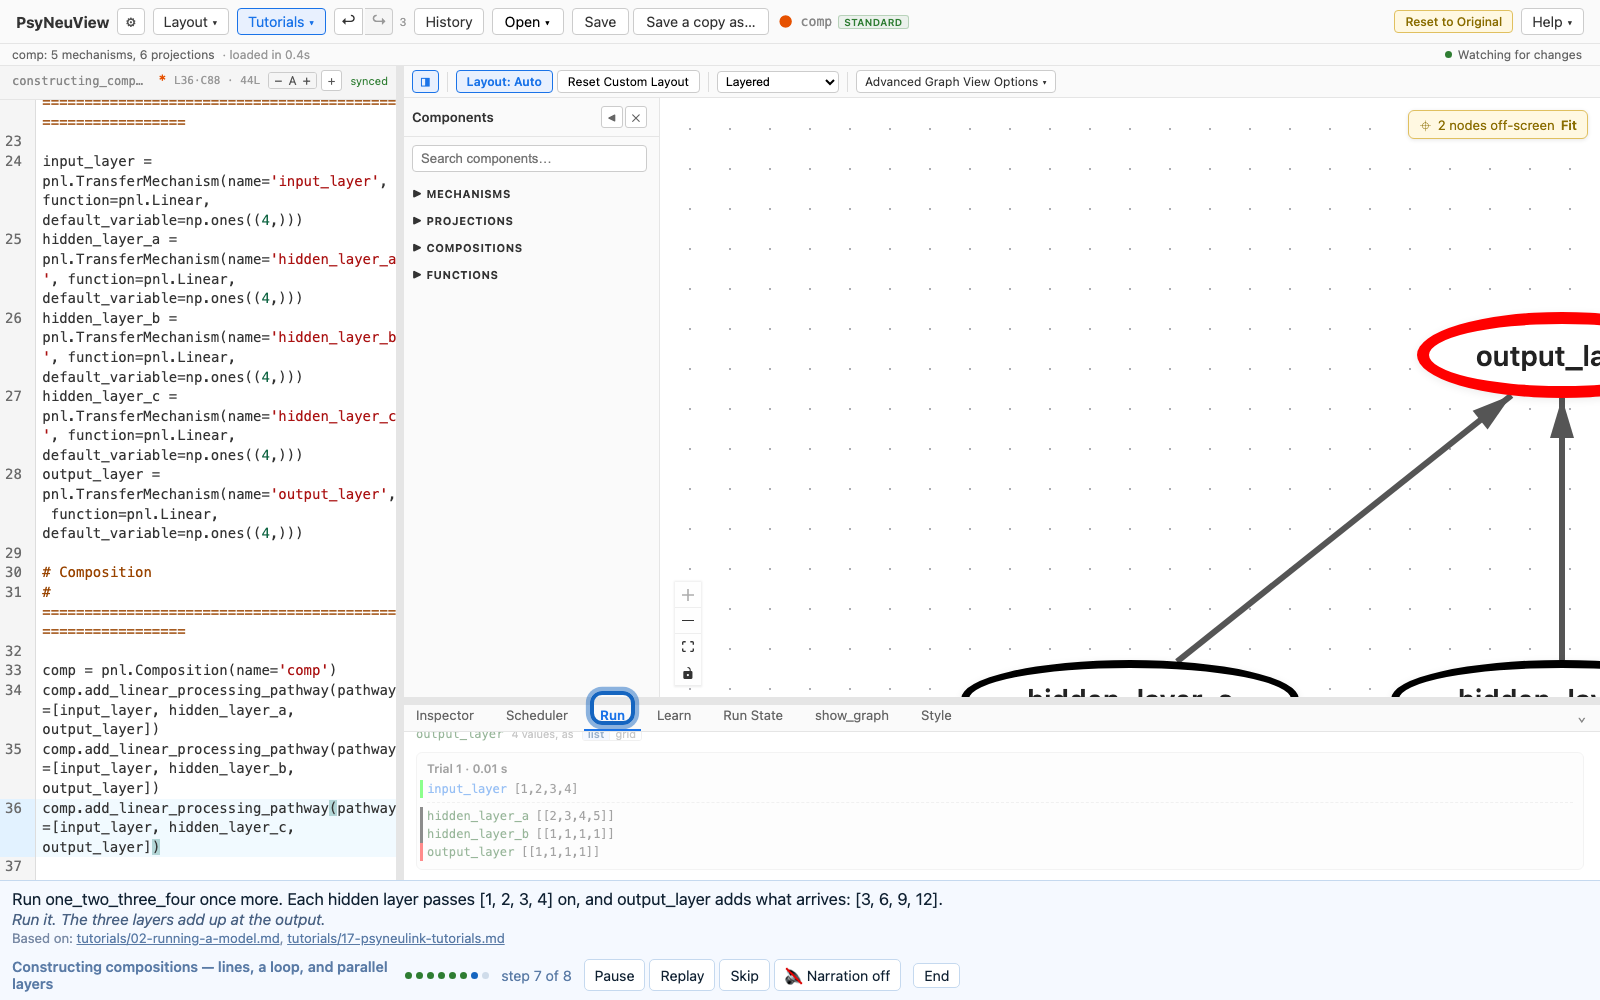 PsyNeuView
Layout ▾
Tutorials ▾
3
History
Open ▾
Save
Save a copy as...
comp
STANDARD
Reset to Original
Help ▾
comp: 5 mechanisms, 6 projections · loaded in 0.4s
Watching for changes
constructing_comp… * L36·C88 · 44L − A + + synced
Layout: Auto
Reset Custom Layout
Layered
Advanced Graph View Options ▾
# ==========================================
=================
23
24 input_layer =
pnl.TransferMechanism(name='input_layer',
function=pnl.Linear,
default_variable=np.ones((4,)))
25 hidden_layer_a =
pnl.TransferMechanism(name='hidden_layer_a
', function=pnl.Linear,
default_variable=np.ones((4,)))
26 hidden_layer_b =
pnl.TransferMechanism(name='hidden_layer_b
', function=pnl.Linear,
default_variable=np.ones((4,)))
27 hidden_layer_c =
pnl.TransferMechanism(name='hidden_layer_c
', function=pnl.Linear,
default_variable=np.ones((4,)))
28 output_layer =
pnl.TransferMechanism(name='output_layer',
function=pnl.Linear,
default_variable=np.ones((4,)))
29
30 # Composition
31 #
==========================================
=================
32
33 comp = pnl.Composition(name='comp')
34 comp.add_linear_processing_pathway(pathway
=[input_layer, hidden_layer_a,
output_layer])
35 comp.add_linear_processing_pathway(pathway
=[input_layer, hidden_layer_b,
output_layer])
36 comp.add_linear_processing_pathway(pathway
=[input_layer, hidden_layer_c,
output_layer])
37
Components
Search components…
▶ MECHANISMS
▶ PROJECTIONS
▶ COMPOSITIONS
▶ FUNCTIONS
2 nodes off-screen Fit
output_la
hidden_layer_c
hidden_lay
Inspector
Scheduler
Run
Learn
Run State
show_graph
Style
output_layer 4 values, as list grid
Trial 1 · 0.01 s
input_layer [1,2,3,4]
hidden_layer_a [[2,3,4,5]]
hidden_layer_b [[1,1,1,1]]
output_layer [[1,1,1,1]]
Run one_two_three_four once more. Each hidden layer passes [1, 2, 3, 4] on, and output_layer adds what arrives: [3, 6, 9, 12].
Run it. The three layers add up at the output.
Based on: tutorials/02-running-a-model.md, tutorials/17-psyneulink-tutorials.md
Constructing compositions — lines, a loop, and parallel
layers
step 7 of 8
Pause
Replay
Skip
Narration off
End